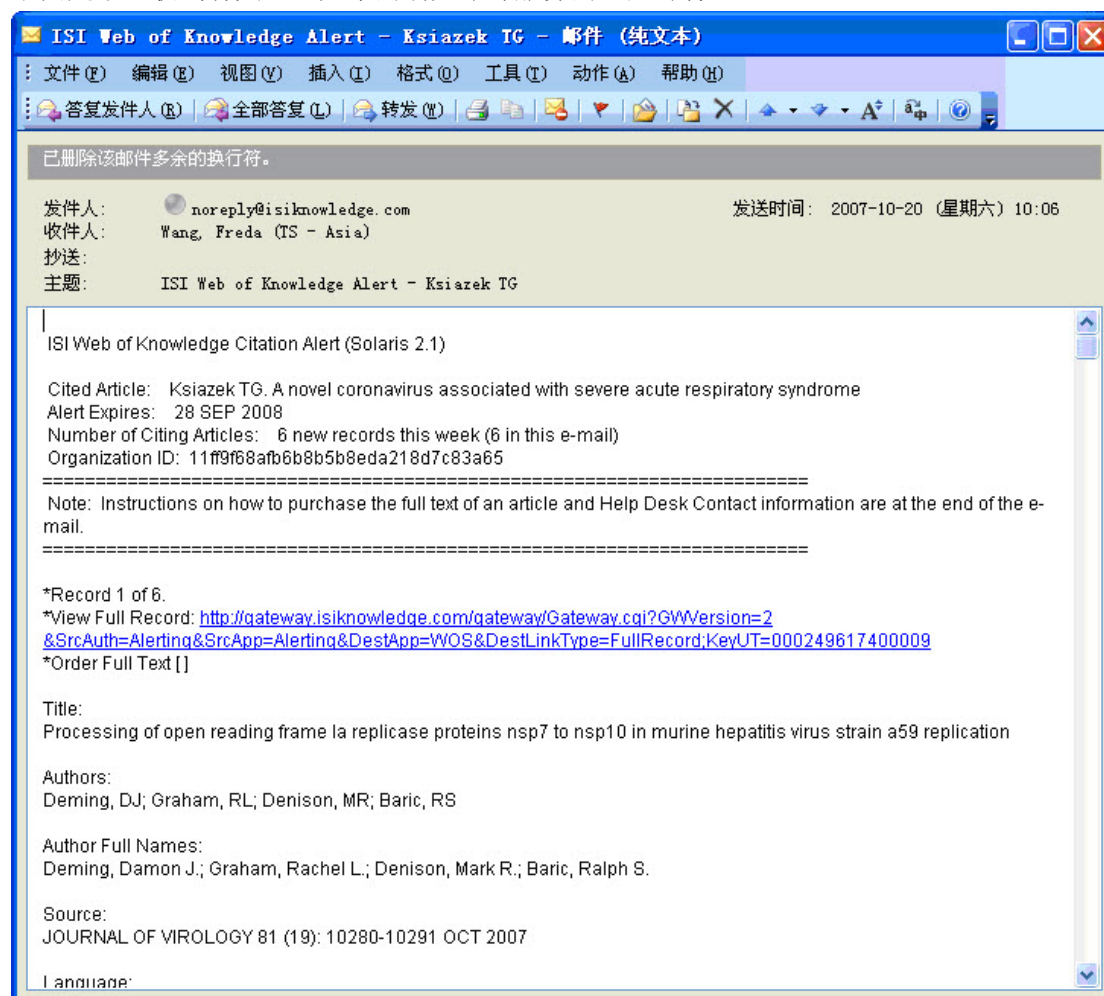 ISI Web of Knowledge Alert - Ksiazek TG - 邮件 (纯文本)
文件(F) 编辑(E) 视图(V) 插入(I) 格式(O) 工具(T) 动作(A) 帮助(H)
答复发件人(R) 全部答复(L) 转发(W)
已删除该邮件多余的换行符。
发件人: noreply@isiknowledge.com 发送时间: 2007-10-20 (星期六) 10:06
收件人: Wang, Freda (TS - Asia)
抄送:
主题: ISI Web of Knowledge Alert - Ksiazek TG
ISI Web of Knowledge Citation Alert (Solaris 2.1)
Cited Article: Ksiazek TG. A novel coronavirus associated with severe acute respiratory syndrome
Alert Expires: 28 SEP 2008
Number of Citing Articles: 6 new records this week (6 in this e-mail)
Organization ID: 11ff9f68afb6b8b5b8eda218d7c83a65
========================================================================
Note: Instructions on how to purchase the full text of an article and Help Desk Contact information are at the end of the e-
mail.
========================================================================
*Record 1 of 6.
*View Full Record: http://gateway.isiknowledge.com/gateway/Gateway.cgi?GWVersion=2
&SrcAuth=Alerting&SrcApp=Alerting&DestApp=WOS&DestLinkType=FullRecord;KeyUT=000249617400009
*Order Full Text [ ]
Title:
Processing of open reading frame la replicase proteins nsp7 to nsp10 in murine hepatitis virus strain a59 replication
Authors:
Deming, DJ; Graham, RL; Denison, MR; Baric, RS
Author Full Names:
Deming, Damon J.; Graham, Rachel L.; Denison, Mark R.; Baric, Ralph S.
Source:
JOURNAL OF VIROLOGY 81 (19): 10280-10291 OCT 2007
Language: